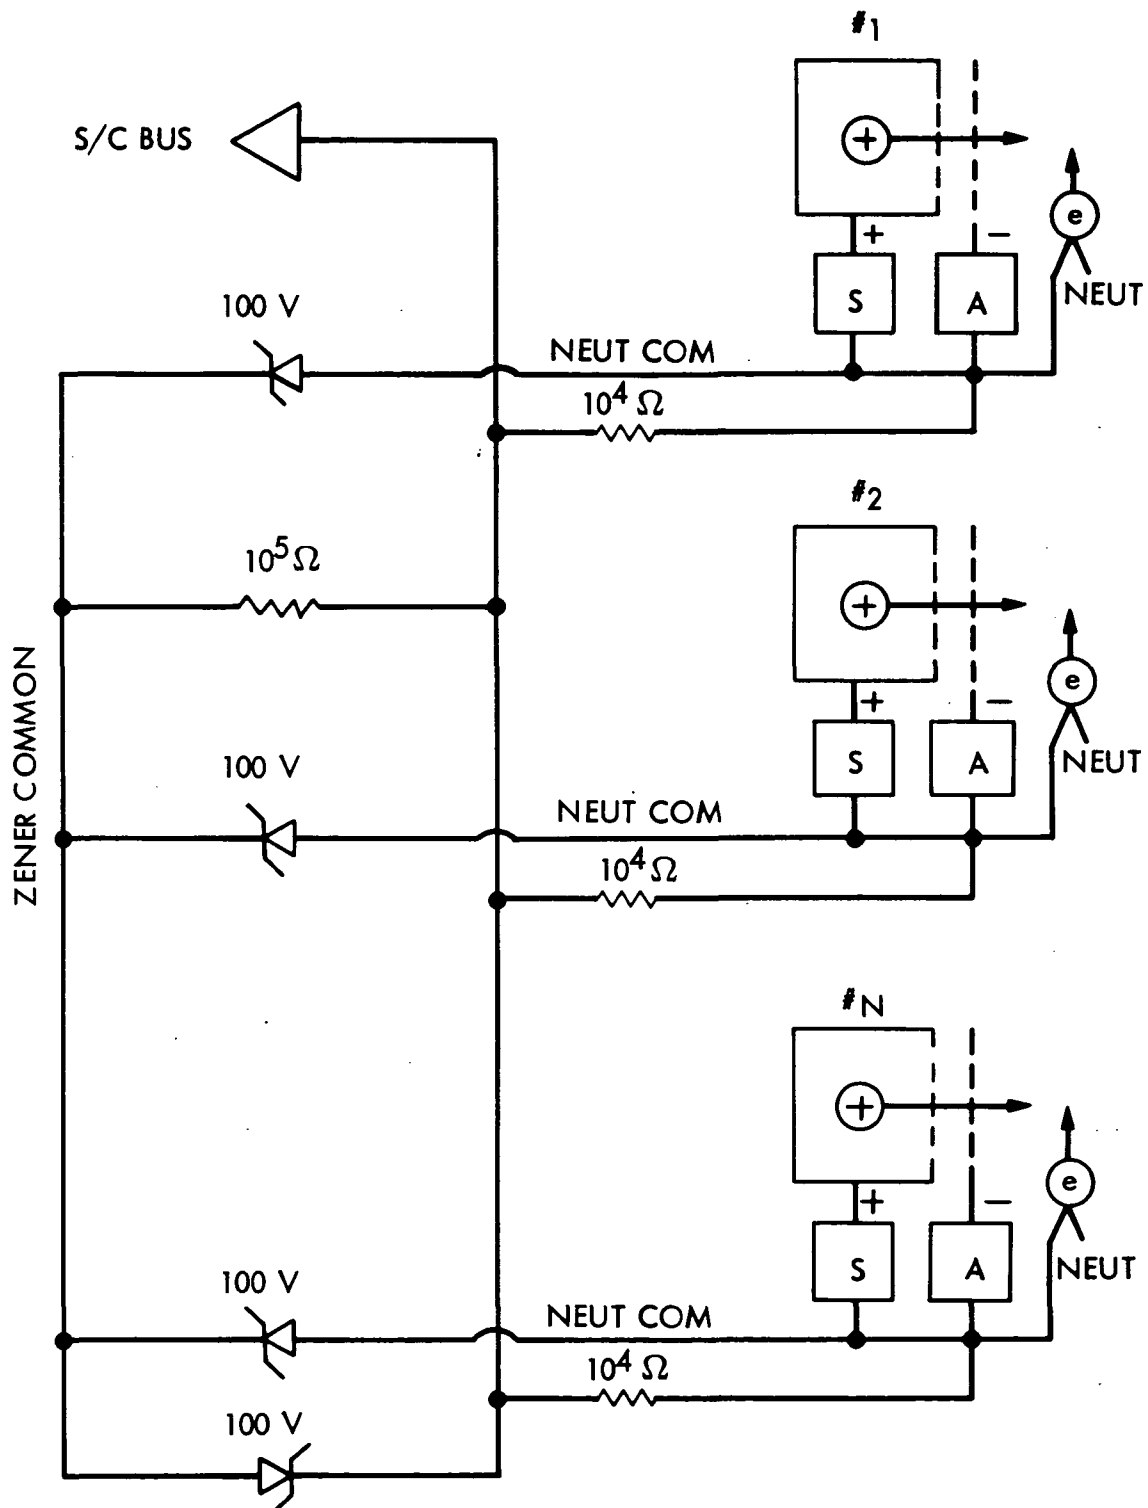 #1
S/C BUS
+
+
-
e
S
A
NEUT
100 V
NEUT COM
10⁴ Ω
#2
10⁵ Ω
+
+
-
e
S
A
NEUT
ZENER COMMON
100 V
NEUT COM
10⁴ Ω
#N
+
+
-
e
S
A
NEUT
100 V
NEUT COM
10⁴ Ω
100 V